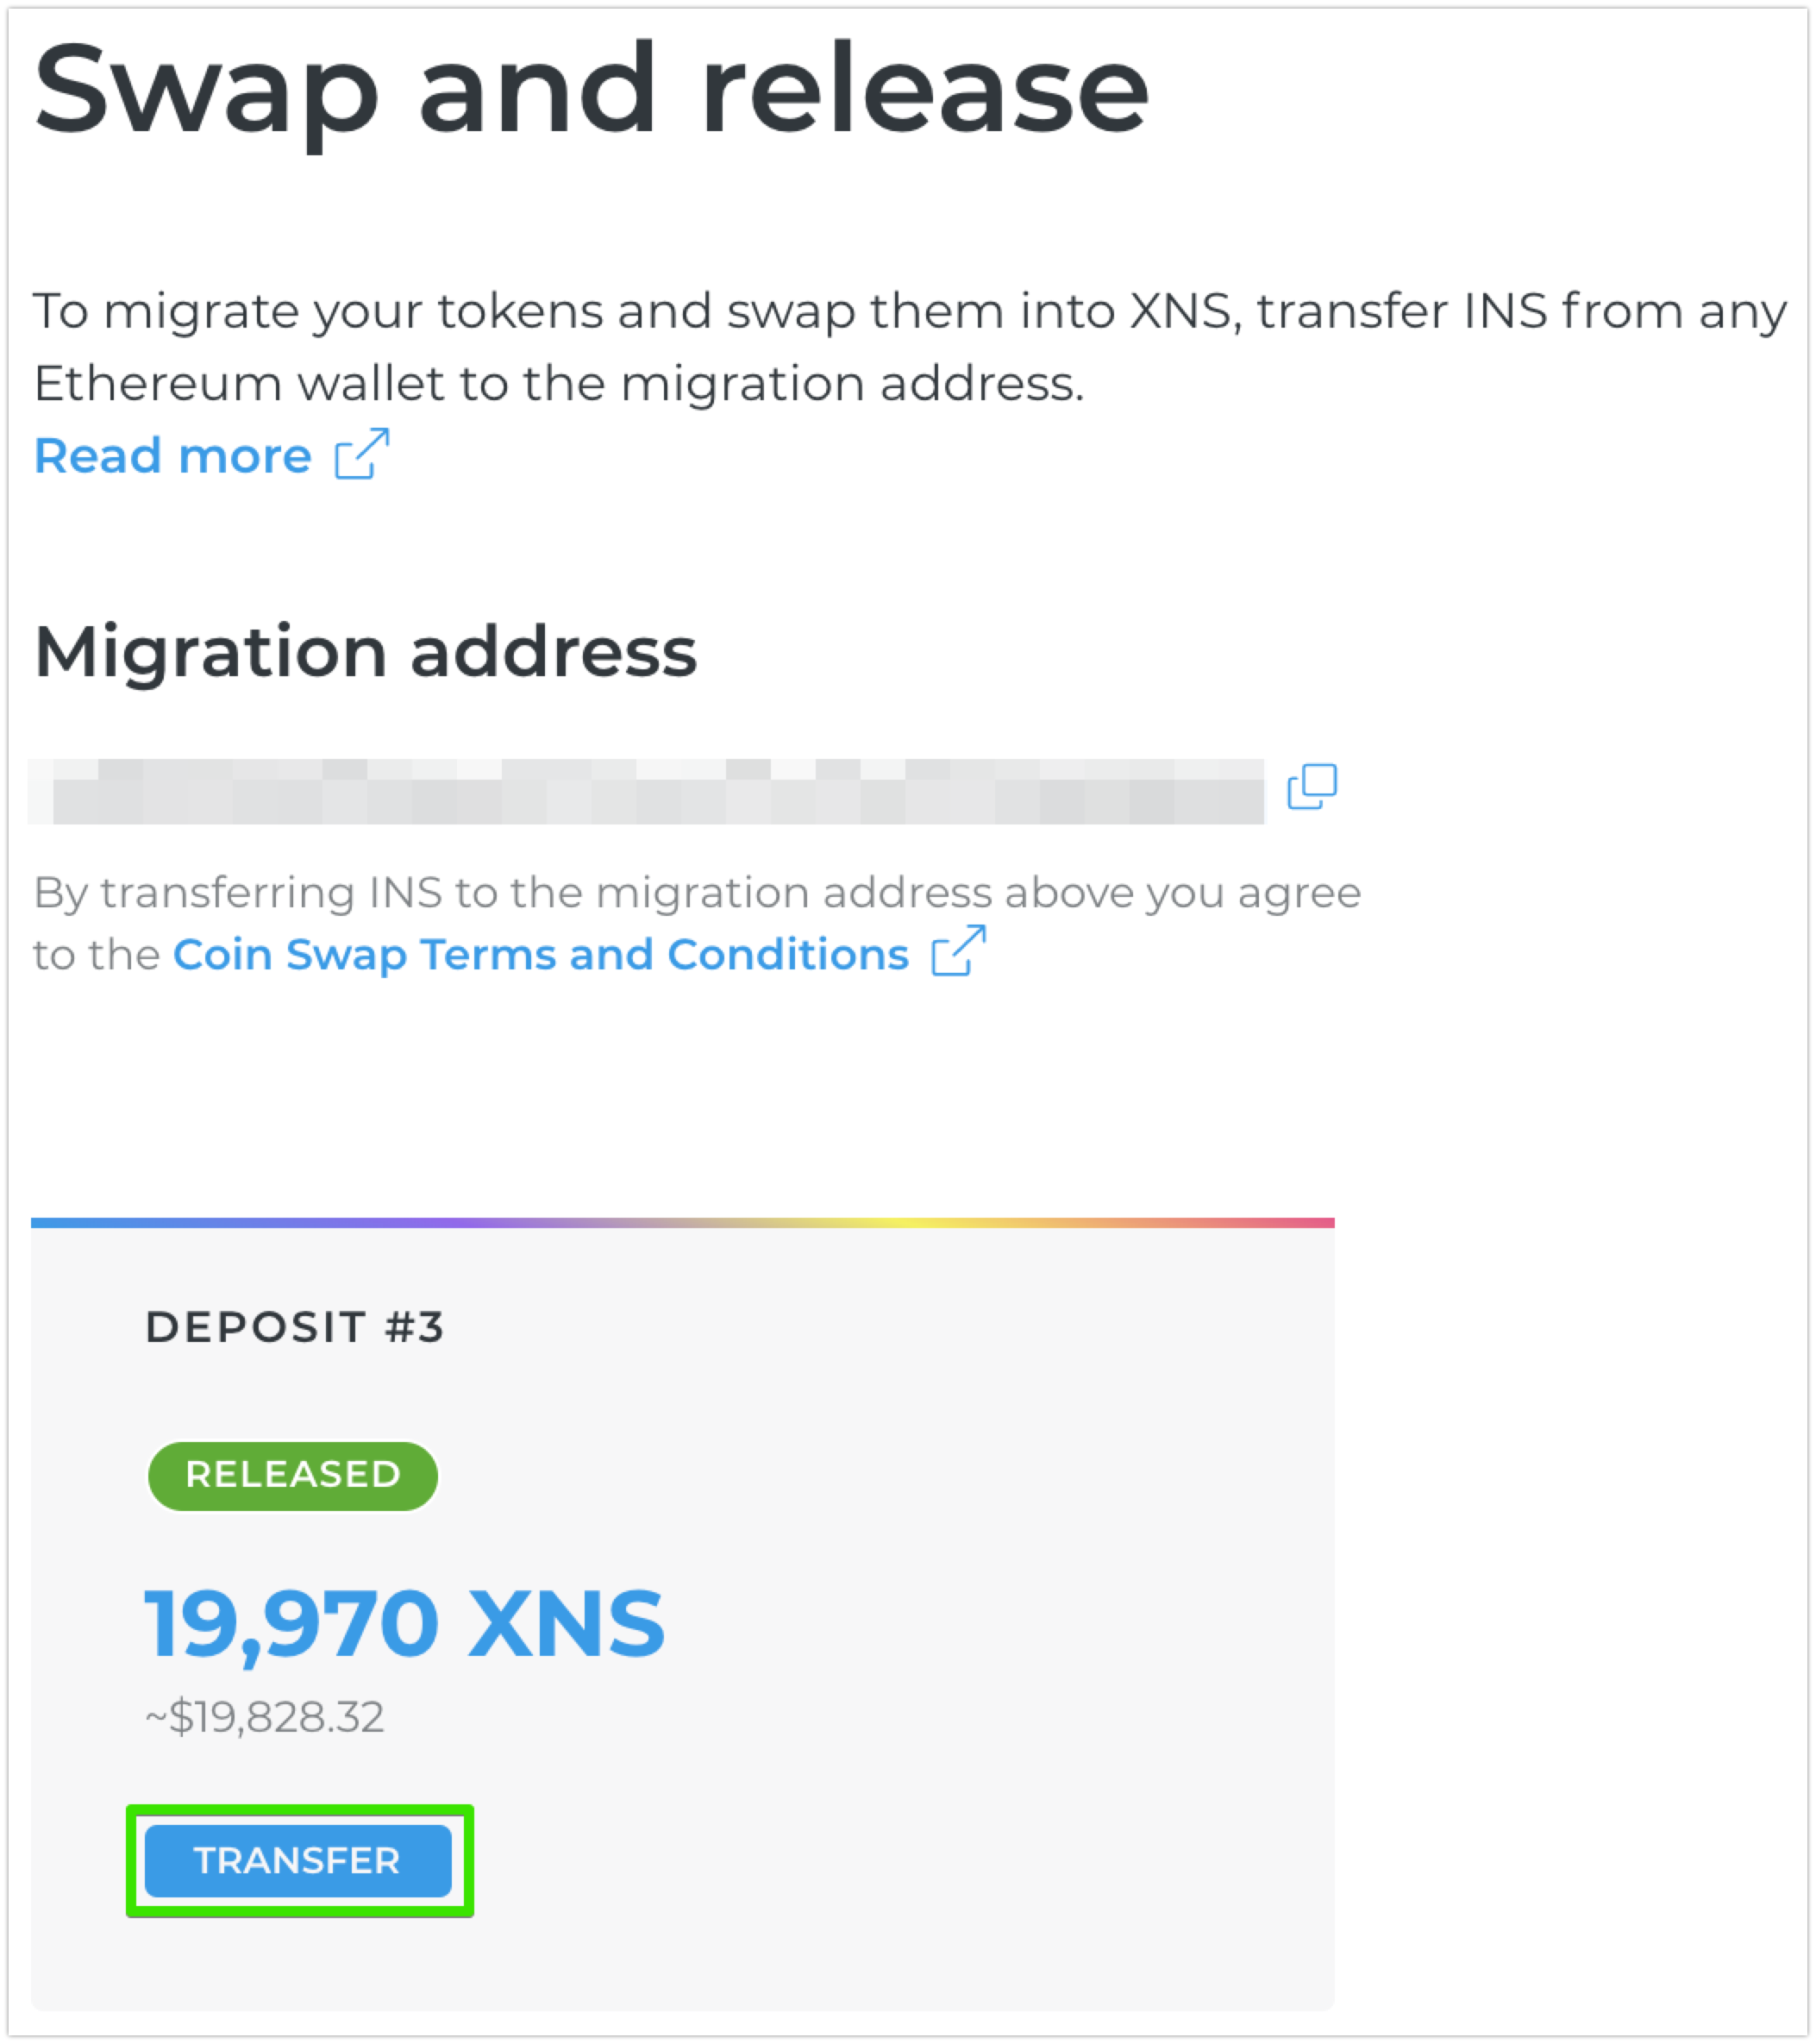 Swap and release
To migrate your tokens and swap them into XNS, transfer INS from any
Ethereum wallet to the migration address.
Read more
Migration address
By transferring INS to the migration address above you agree
to the Coin Swap Terms and Conditions
DEPOSIT #3
RELEASED
19,970 XNS
~$19,828.32
TRANSFER